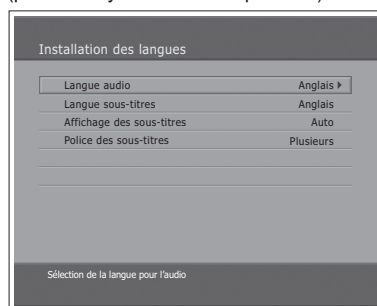 Installation des langues
Langue audio Anglais
Langue sous-titres Anglais
Affichage des sous-titres Auto
Police des sous-titres Plusieurs
Sélection de la langue pour l'audio